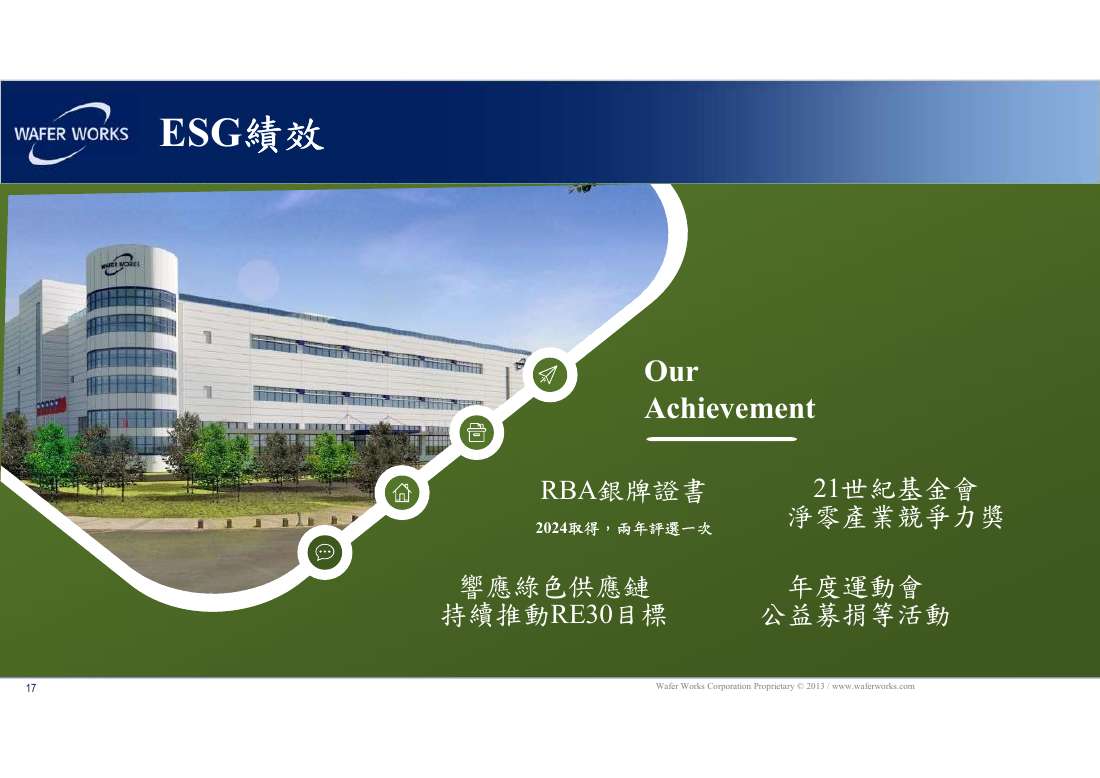 WAFER WORKS
ESG績效
WAFER WORKS
Our
Achievement
RBA銀牌證書
2024取得，兩年評選一次
21世紀基金會
淨零產業競爭力獎
響應綠色供應鏈
持續推動RE30目標
年度運動會
公益募捐等活動
17
Wafer Works Corporation Proprietary © 2013 / www.waferworks.com